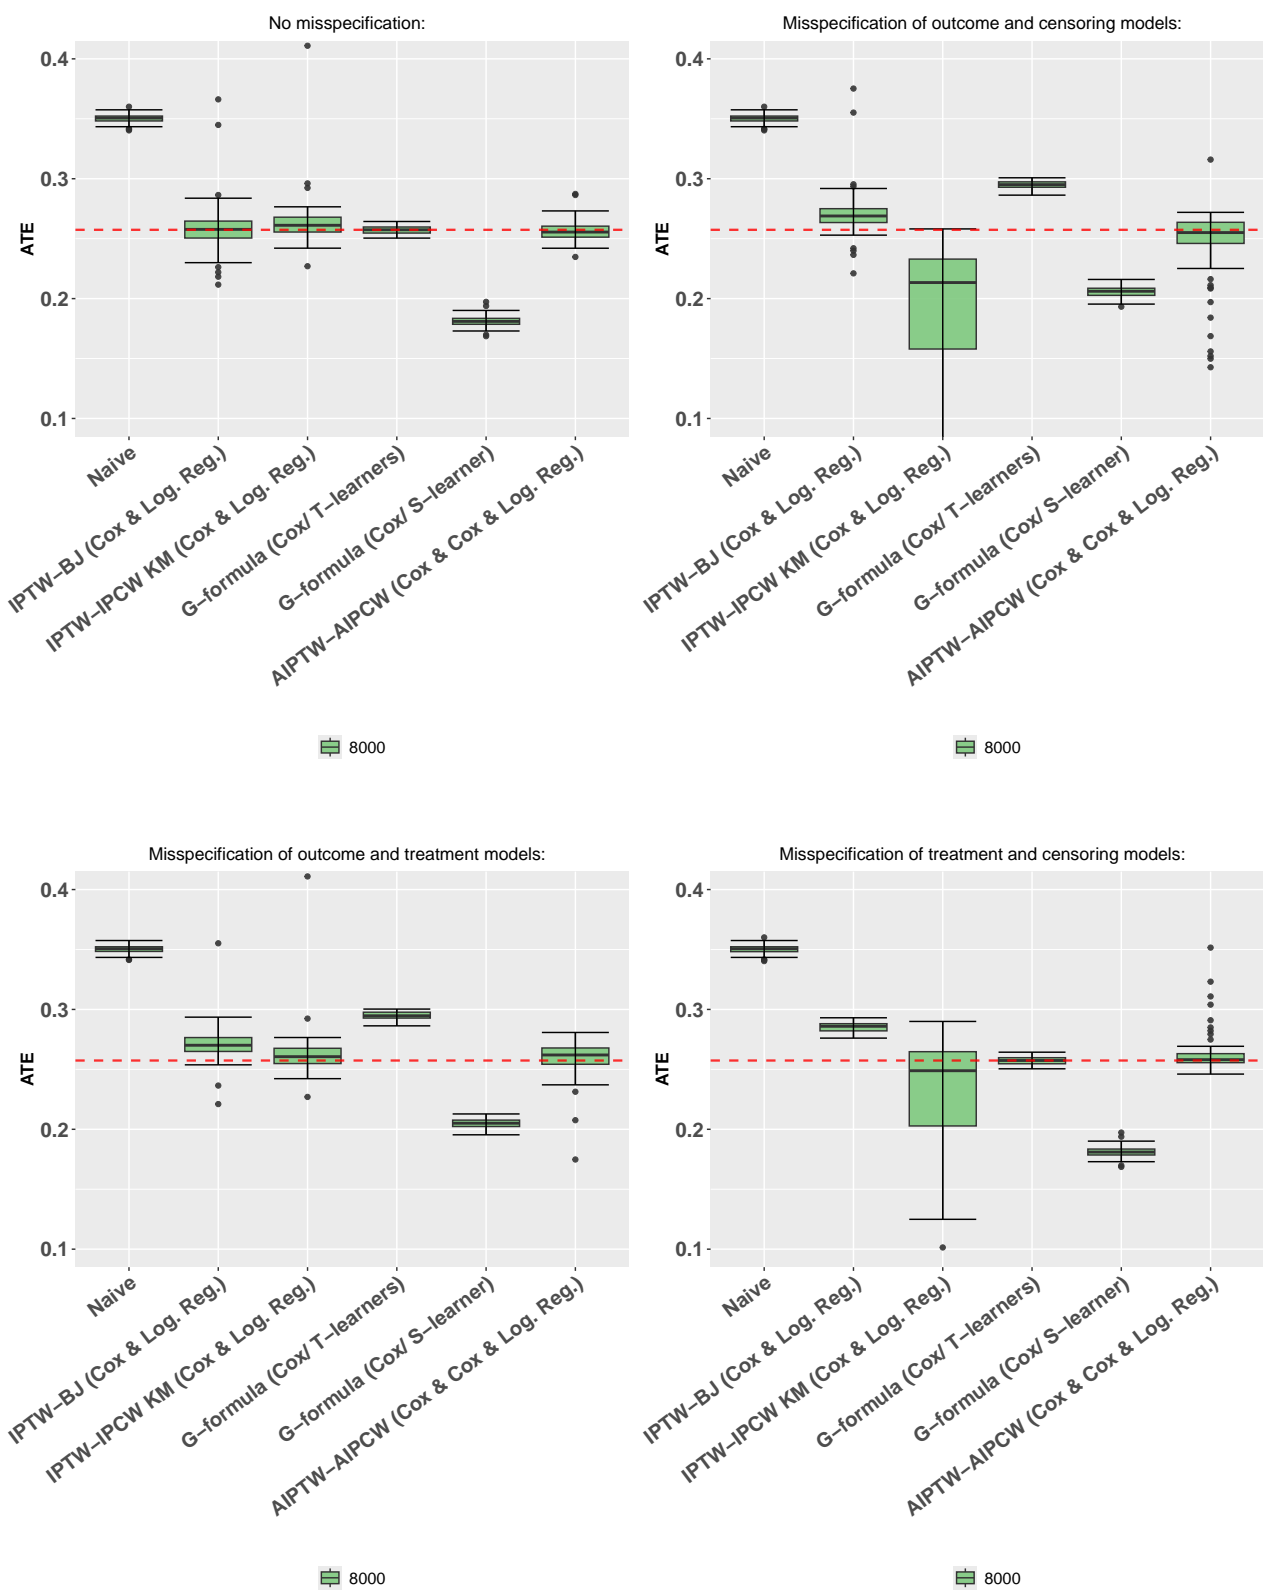 No misspecification:
0.4
0.3
0.2
0.1
ATE
Naive
IPTW−BJ (Cox & Log. Reg.)
IPTW−IPCW KM (Cox & Log. Reg.)
G−formula (Cox/ T−learners)
G−formula (Cox/ S−learner)
AIPTW−AIPCW (Cox & Cox & Log. Reg.)
8000
Misspecification of outcome and censoring models:
0.4
0.3
0.2
0.1
ATE
Naive
IPTW−BJ (Cox & Log. Reg.)
IPTW−IPCW KM (Cox & Log. Reg.)
G−formula (Cox/ T−learners)
G−formula (Cox/ S−learner)
AIPTW−AIPCW (Cox & Cox & Log. Reg.)
8000
Misspecification of outcome and treatment models:
0.4
0.3
0.2
0.1
ATE
Naive
IPTW−BJ (Cox & Log. Reg.)
IPTW−IPCW KM (Cox & Log. Reg.)
G−formula (Cox/ T−learners)
G−formula (Cox/ S−learner)
AIPTW−AIPCW (Cox & Cox & Log. Reg.)
8000
Misspecification of treatment and censoring models:
0.4
0.3
0.2
0.1
ATE
Naive
IPTW−BJ (Cox & Log. Reg.)
IPTW−IPCW KM (Cox & Log. Reg.)
G−formula (Cox/ T−learners)
G−formula (Cox/ S−learner)
AIPTW−AIPCW (Cox & Cox & Log. Reg.)
8000